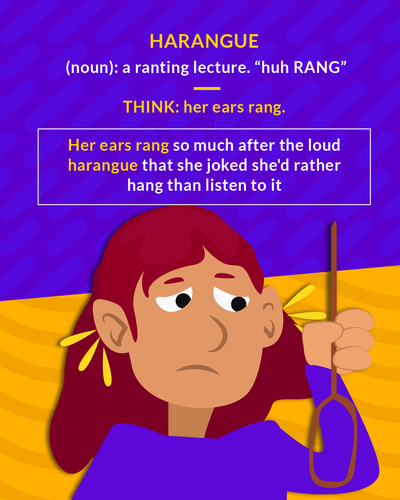 HARANGUE
(noun): a ranting lecture. “huh RANG”
THINK: her ears rang.
Her ears rang so much after the loud
harangue that she joked she'd rather
hang than listen to it